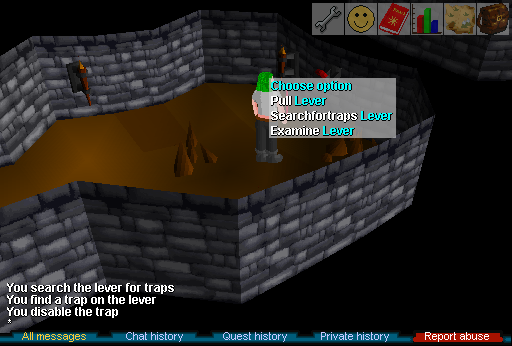 Choose option
Pull Lever
Searchfortraps Lever
Examine Lever
You search the lever for traps
You find a trap on the lever
You disable the trap
*
All messages
Chat history
Quest history
Private history
Report abuse